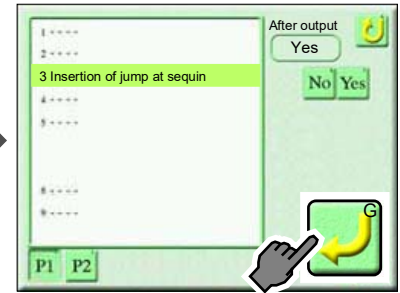 After output
Yes
1 ----
2 ----
3 Insertion of jump at sequin
No Yes
4 ----
5 ----
8 ----
9 ----
G
P1 P2